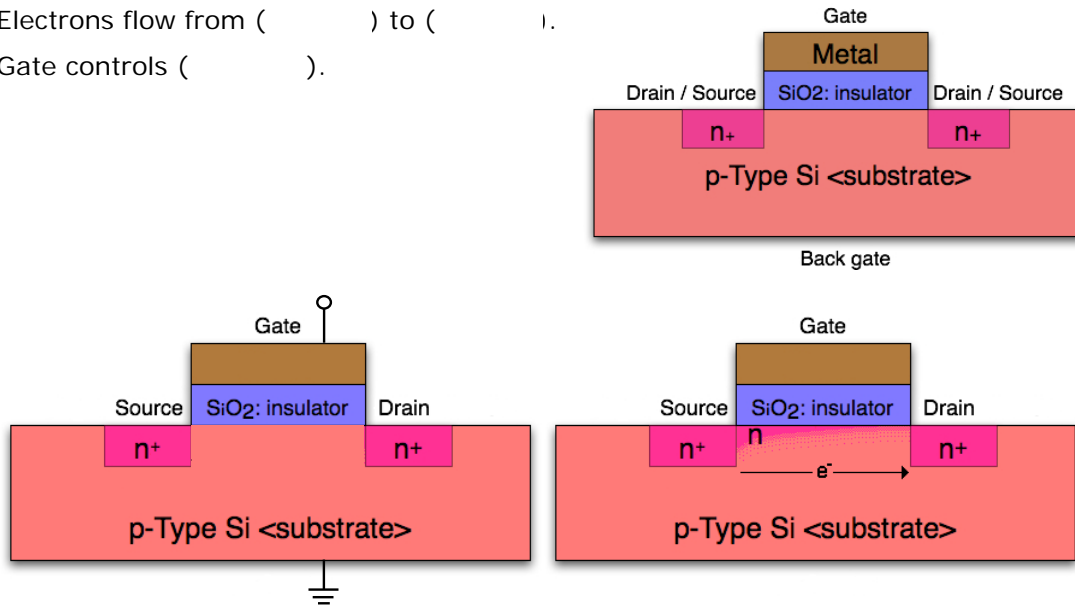 Electrons flow from (          ) to (          ).
Gate controls (          ).
Gate
Metal
Drain / Source SiO2: insulator Drain / Source
n+ n+
p-Type Si <substrate>
Back gate
Gate
Source SiO2: insulator Drain
n+ n+
p-Type Si <substrate>
Gate
Source SiO2: insulator Drain
n+ n n+
e-
p-Type Si <substrate>